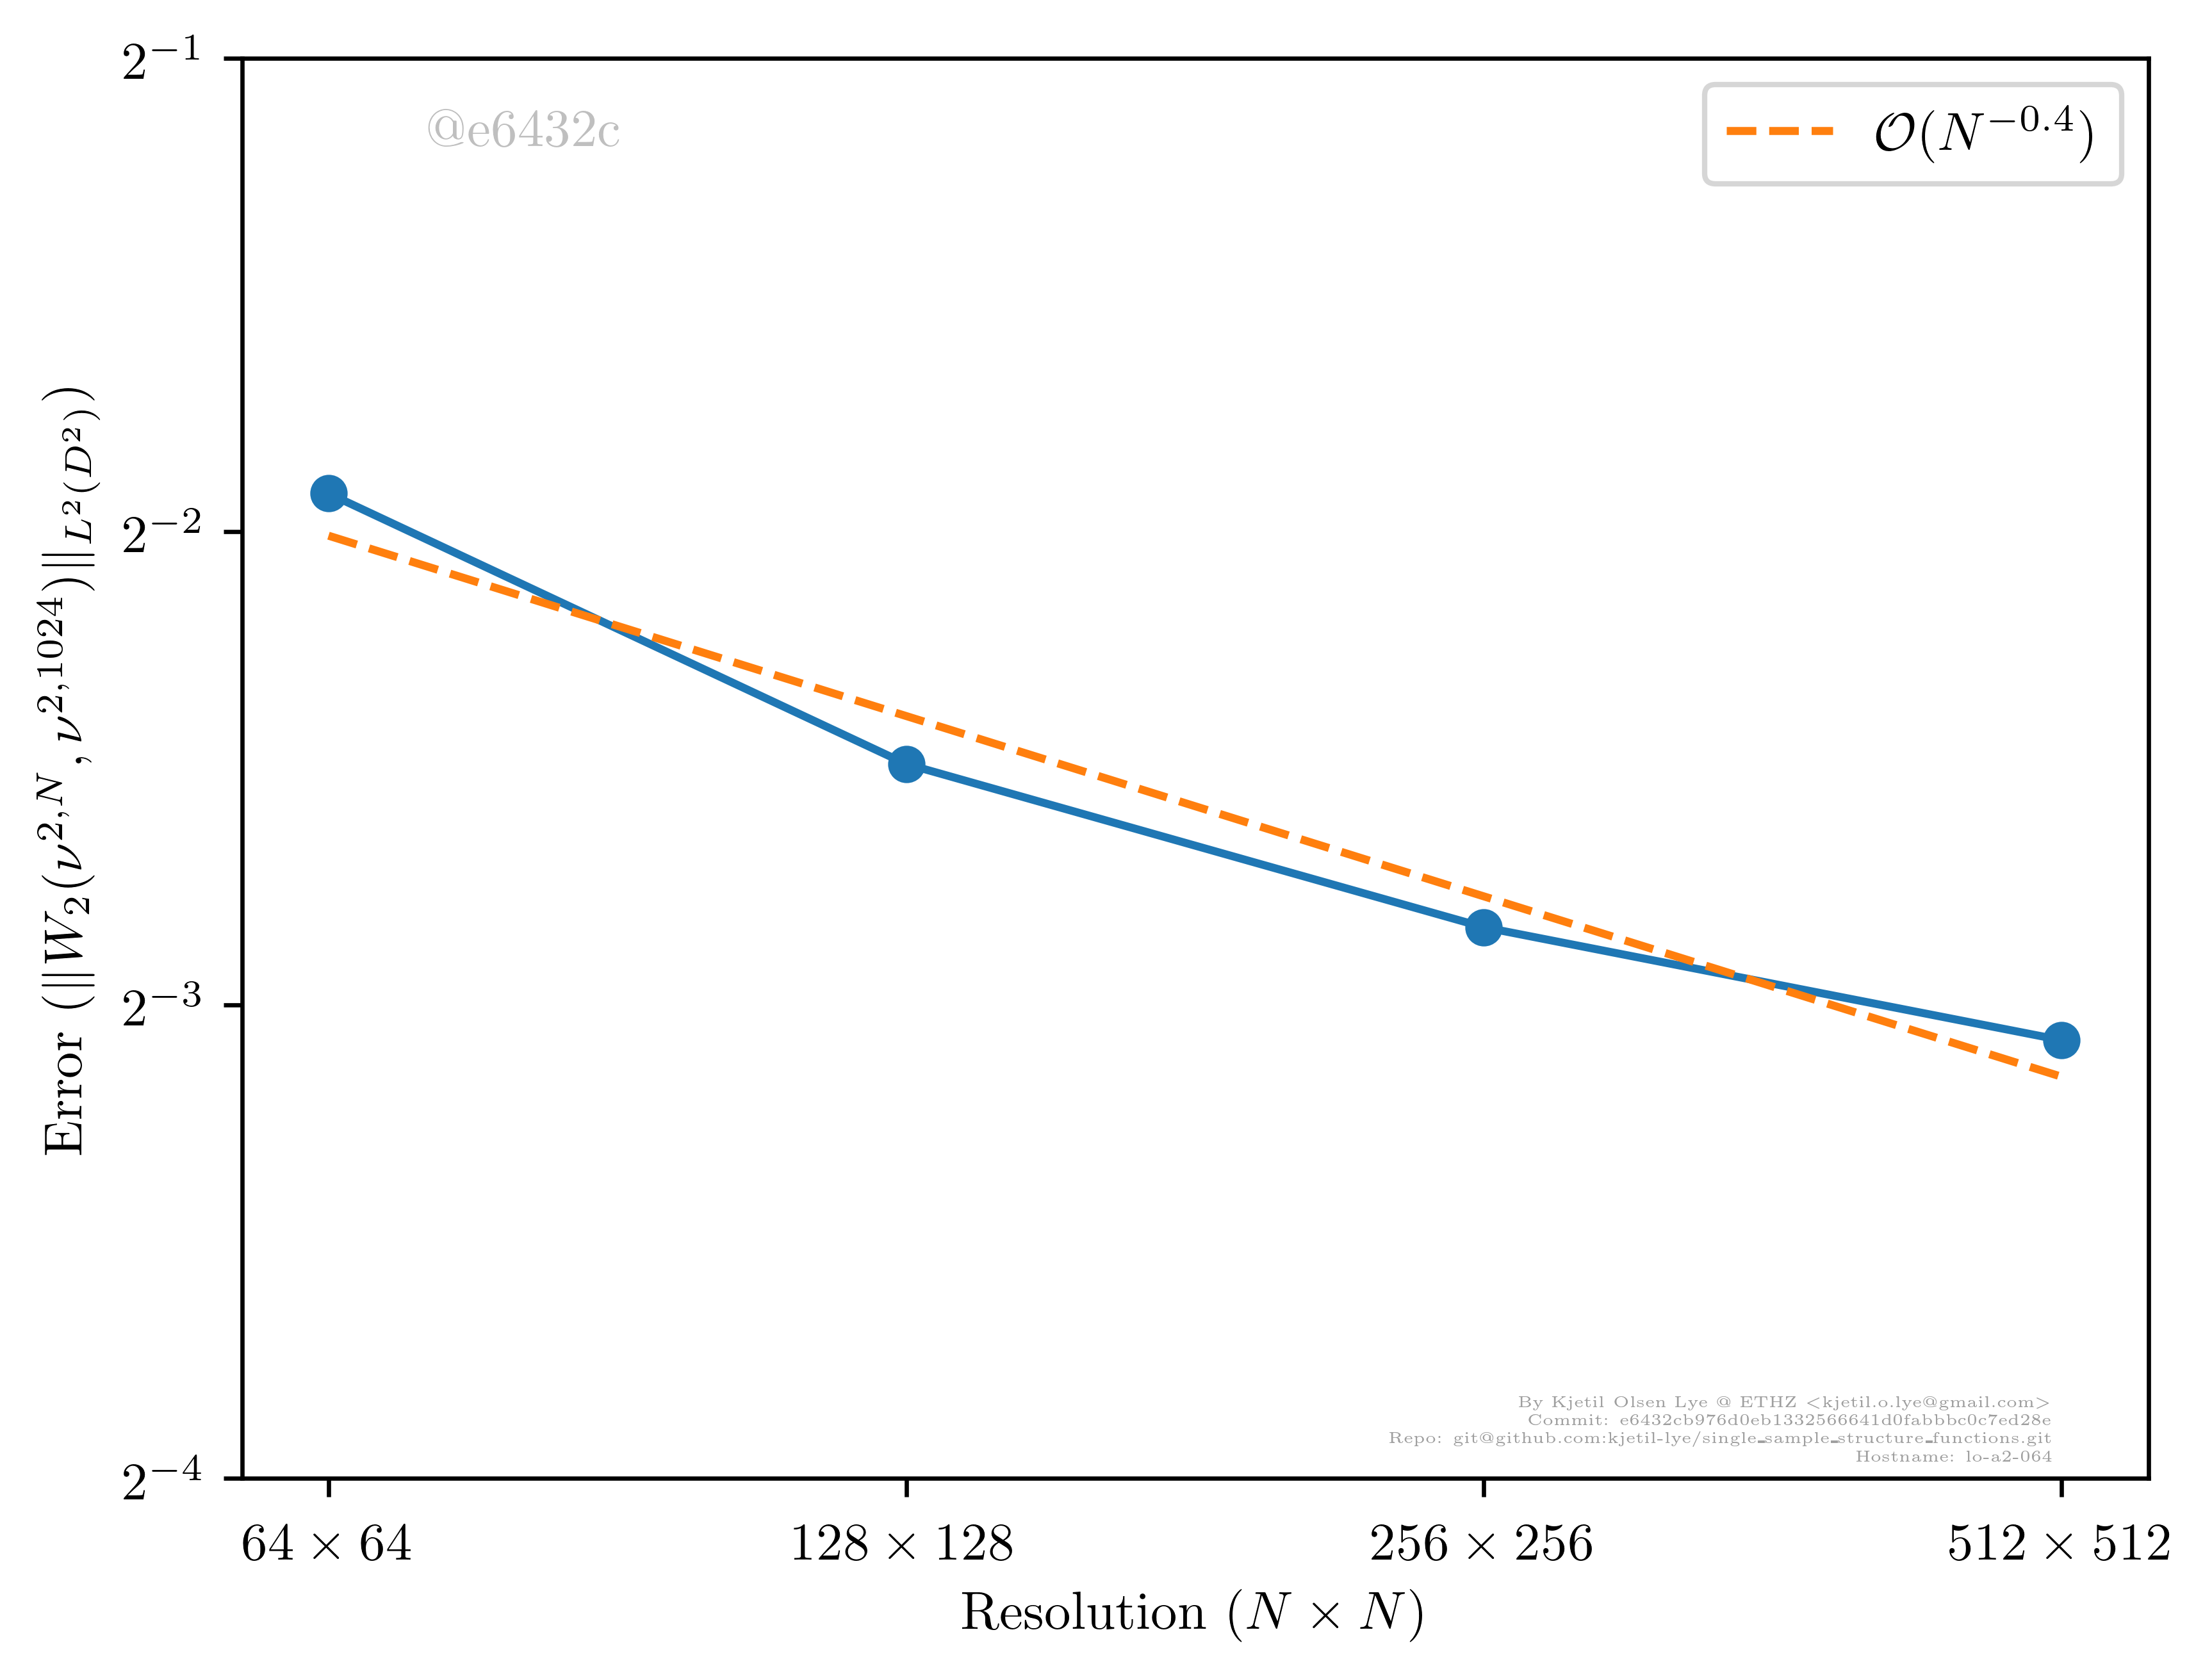 2^{-1}
@e6432c
\mathcal{O}(N^{-0.4})
2^{-2}
2^{-3}
2^{-4}
Error (||W_2(ν^{2,N}, ν^{2,1024})||_{L^2(D^2)})
By Kjetil Olsen Lye @ ETHZ <kjetil.o.lye@gmail.com>
Commit: e6432cb976d0eb1332566641d0fabbbc0c7ed28e
Repo: git@github.com:kjetil-lye/single_sample_structure_functions.git
Hostname: lo-a2-064
64 × 64 128 × 128 256 × 256 512 × 512
Resolution (N × N)